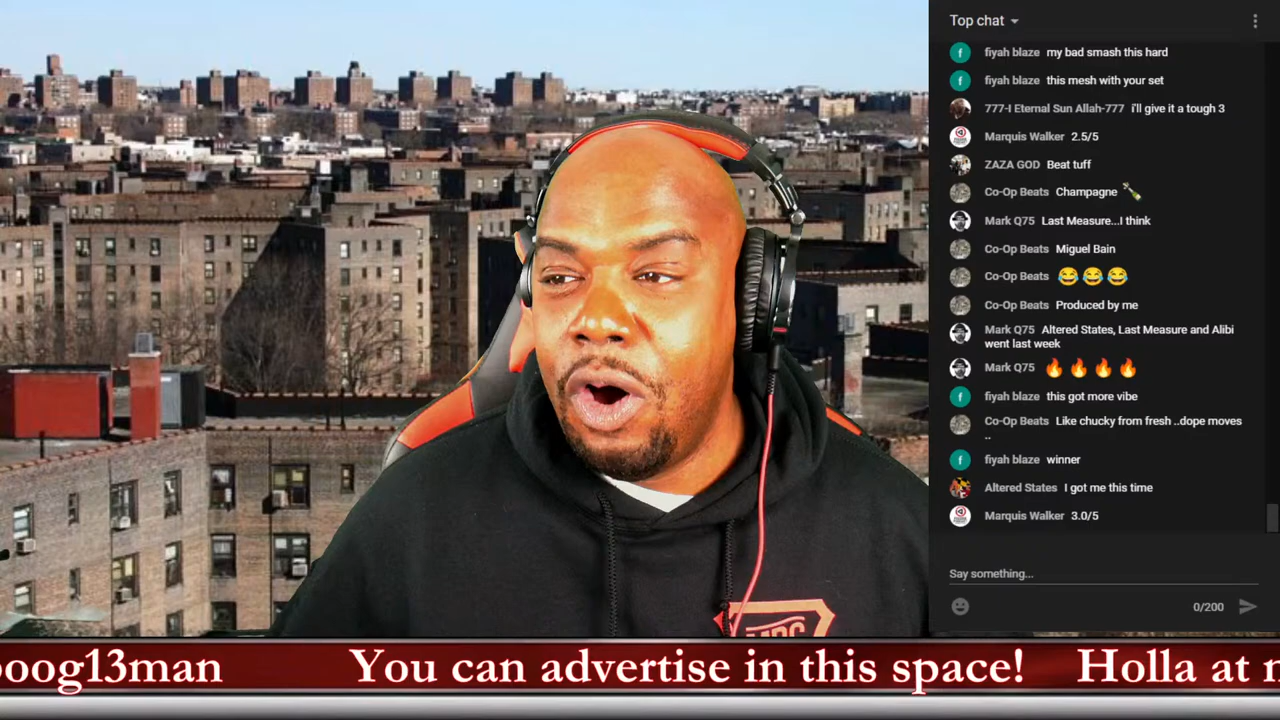 Top chat
fiyah blaze my bad smash this hard
fiyah blaze this mesh with your set
777-I Eternal Sun Allah-777 i'll give it a tough 3
Marquis Walker 2.5/5
ZAZA GOD Beat tuff
Co-Op Beats Champagne
Mark Q75 Last Measure...I think
Co-Op Beats Miguel Bain
Co-Op Beats 😂😂😂
Co-Op Beats Produced by me
Mark Q75 Altered States, Last Measure and Alibi
went last week
Mark Q75 🔥🔥🔥🔥
fiyah blaze this got more vibe
Co-Op Beats Like chucky from fresh ..dope moves
..
fiyah blaze winner
Altered States I got me this time
Marquis Walker 3.0/5
Say something...
0/200
oog13man You can advertise in this space! Holla at